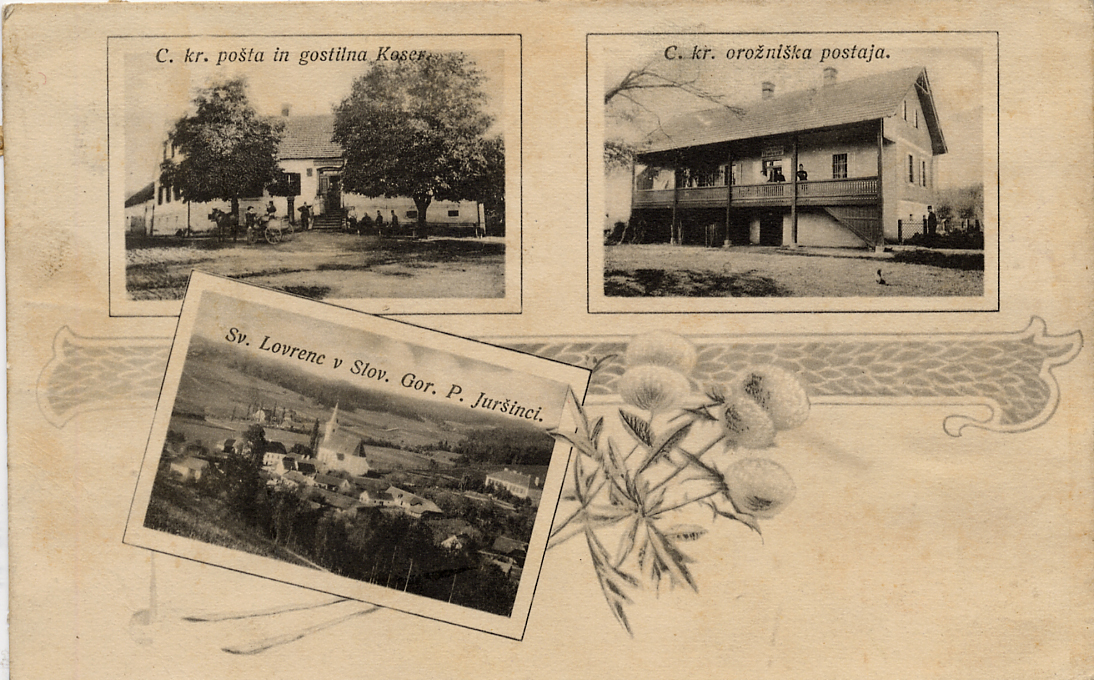 C. kr. pošta in gostilna Koser.
C. kr. orožniška postaja.
Sv. Lovrenc v Slov. Gor. P. Juršinci.